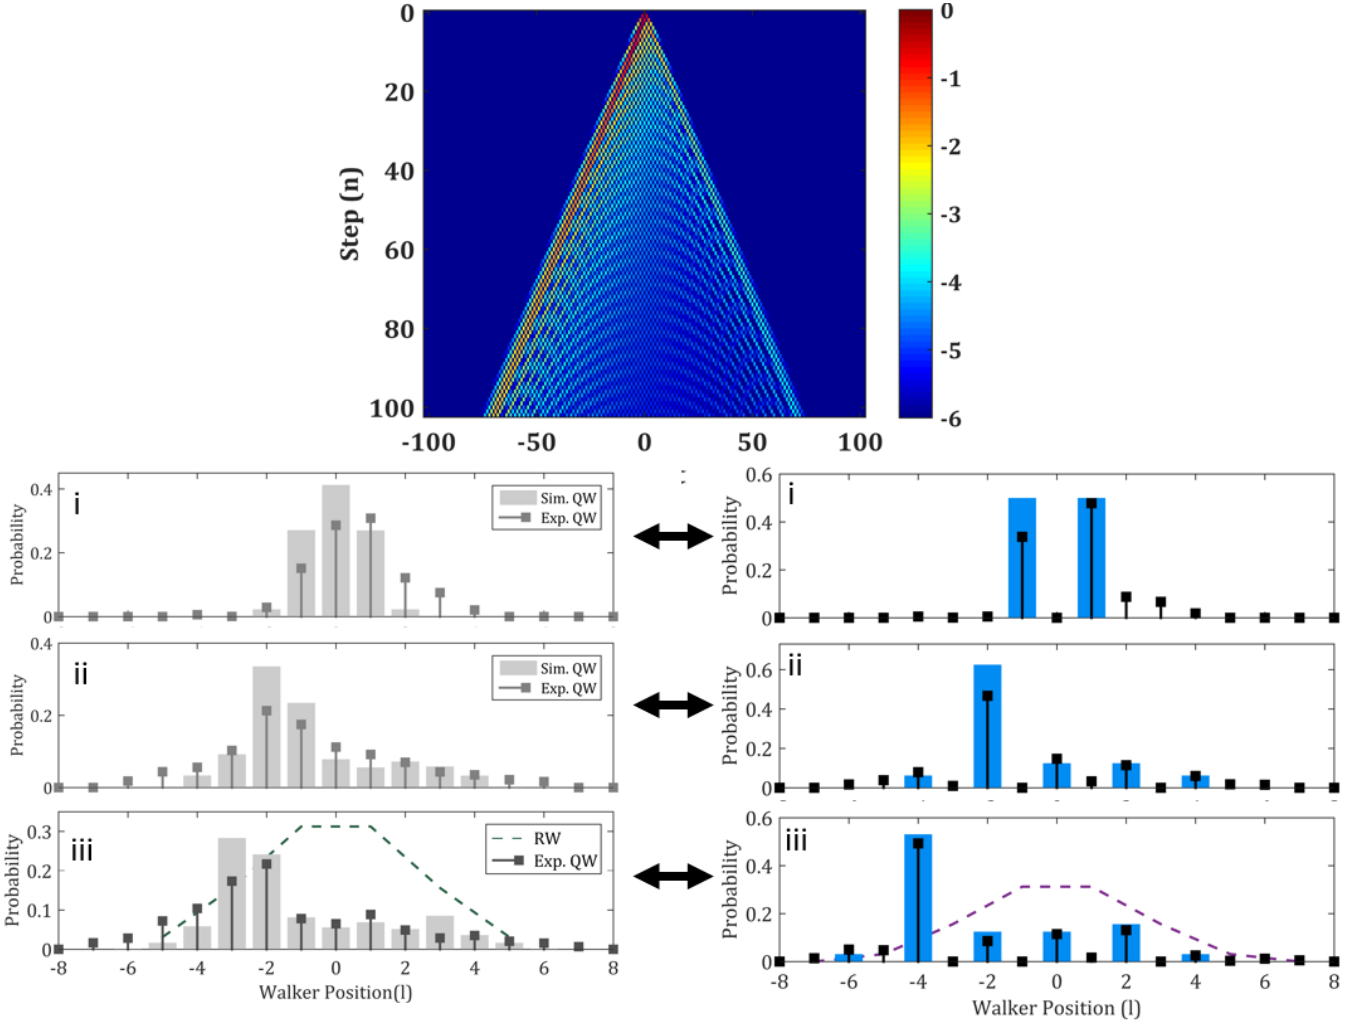 0
20
40
60
80
100
Step (n)
-100 -50 0 50 100
0
-1
-2
-3
-4
-5
-6
i
Probability
0.4
0.2
0
Sim. QW
Exp. QW
i
Probability
0.6
0.4
0.2
0
ii
Probability
0.4
0.2
0
Sim. QW
Exp. QW
ii
Probability
0.6
0.4
0.2
0
iii
Probability
0.3
0.2
0.1
0
RW
Exp. QW
-8 -6 -4 -2 0 2 4 6 8
Walker Position(l)
iii
Probability
0.6
0.4
0.2
0
-8 -6 -4 -2 0 2 4 6 8
Walker Position (l)